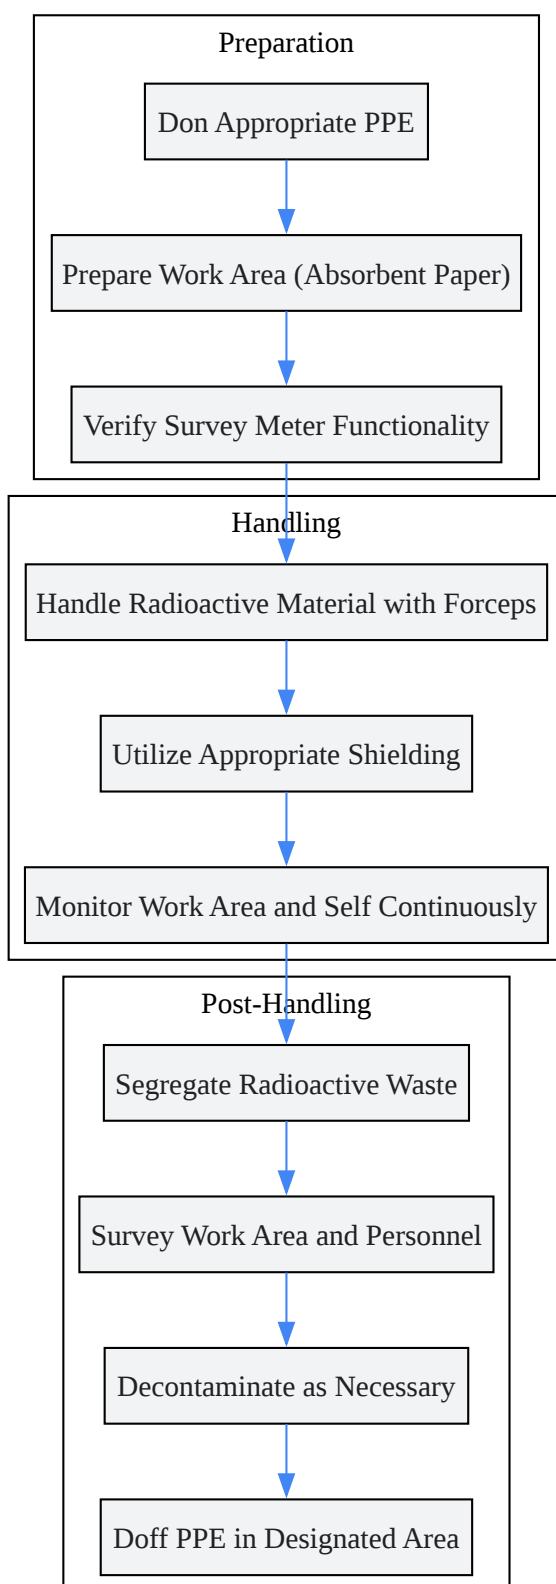 Preparation
Don Appropriate PPE
Prepare Work Area (Absorbent Paper)
Verify Survey Meter Functionality
Handling
Handle Radioactive Material with Forceps
Utilize Appropriate Shielding
Monitor Work Area and Self Continuously
Post-Handling
Segregate Radioactive Waste
Survey Work Area and Personnel
Decontaminate as Necessary
Doff PPE in Designated Area